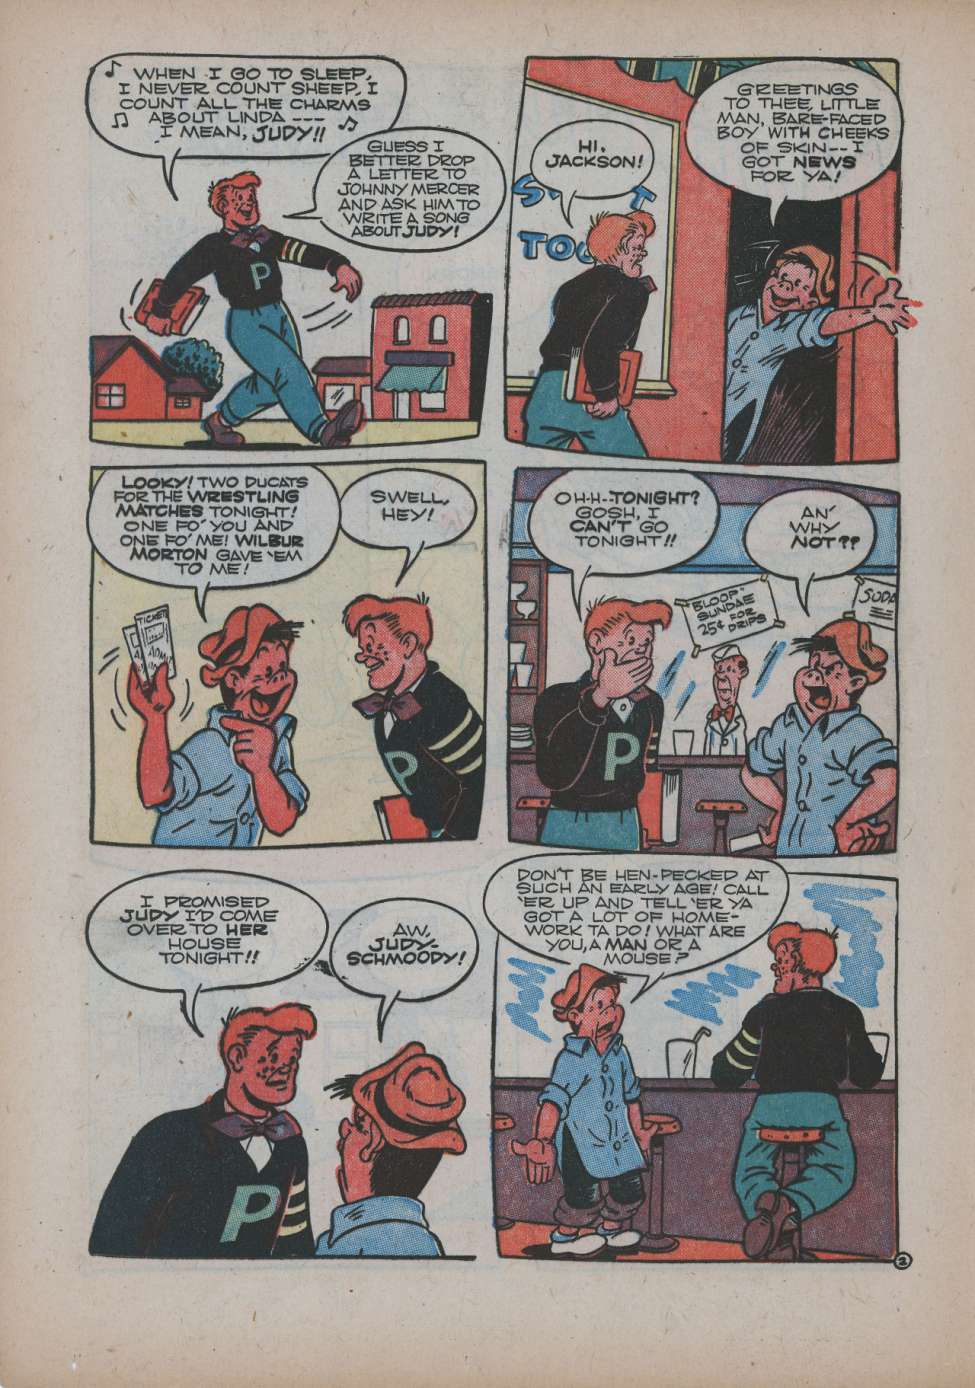 WHEN I GO TO SLEEP,
I NEVER COUNT SHEEP, I
COUNT ALL THE CHARMS
ABOUT LINDA ---
I MEAN, JUDY!!
GUESS I
BETTER DROP
A LETTER TO
JOHNNY MERCER
AND ASK HIM TO
WRITE A SONG
ABOUT JUDY!
P
HI,
JACKSON!
GREETINGS
TO THEE, LITTLE
MAN, BARE-FACED
BOY WITH CHEEKS
OF SKIN--I
GOT NEWS
FOR YA!
LOOKY! TWO DUCATS
FOR THE WRESTLING
MATCHES TONIGHT!
ONE FO' YOU AND
ONE FO' ME! WILBUR
MORTON GAVE 'EM
TO ME!
SWELL,
HEY!
TICKET
P
OH-H-TONIGHT?
GOSH, I
CAN'T GO
TONIGHT!!
AN'
WHY
NOT??
BLOOP-
SUNDAE
25¢ FOR
DRIPS
SODA
P
I PROMISED
JUDY I'D COME
OVER TO HER
HOUSE
TONIGHT!!
AW,
JUDY-
SCHMOODY!
P
DON'T BE HEN-PECKED AT
SUCH AN EARLY AGE! CALL
'ER UP AND TELL 'ER YA
GOT A LOT OF HOME-
WORK TA DO! WHAT ARE
YOU, A MAN OR A
MOUSE?
2